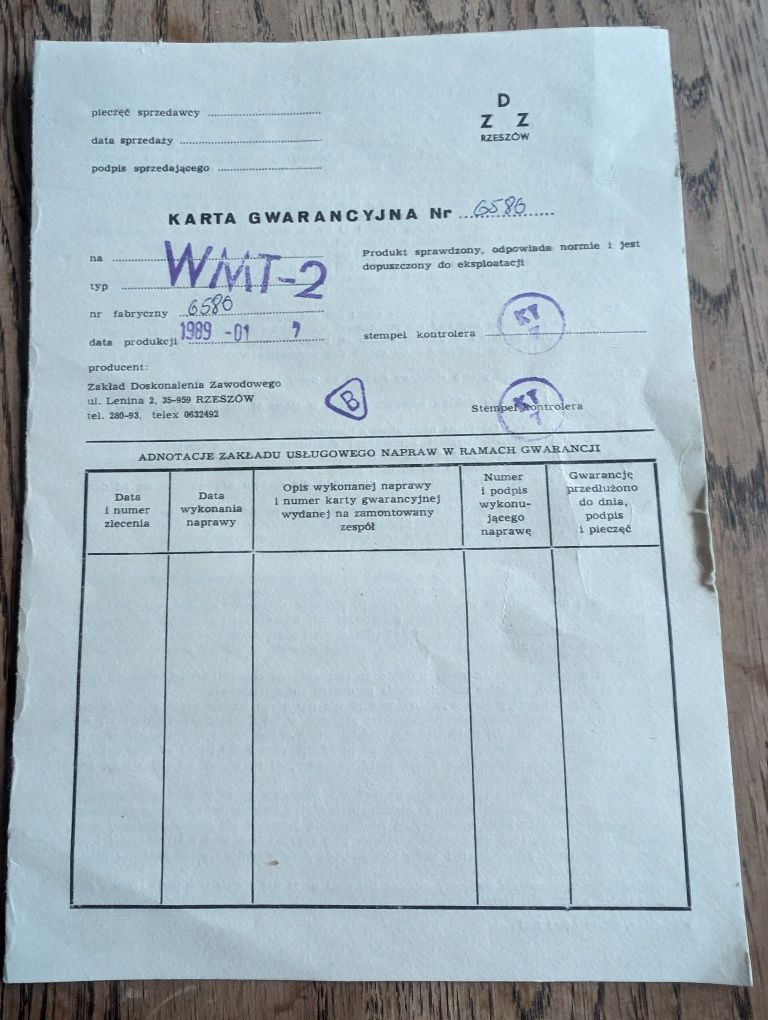 pieczęć sprzedawcy ....................
data sprzedaży ....................
podpis sprzedającego ....................
D
Z Z
RZESZÓW
KARTA GWARANCYJNA Nr 6586
na ....................
typ WMT-2
nr fabryczny 6586
data produkcji 1989 -01
Produkt sprawdzony, odpowiada normie i jest
dopuszczony do eksploatacji
stempel kontrolera ....................
KT
7
producent:
Zakład Doskonalenia Zawodowego
ul. Lenina 2, 35-959 RZESZÓW
tel. 280-93, telex 0632492
B
Stempel kontrolera
KT
7
ADNOTACJE ZAKŁADU USŁUGOWEGO NAPRAW W RAMACH GWARANCJI
Data
i numer
zlecenia
Data
wykonania
naprawy
Opis wykonanej naprawy
i numer karty gwarancyjnej
wydanej na zamontowany
zespół
Numer
i podpis
wykonu-
jącego
naprawę
Gwarancję
przedłużono
do dnia,
podpis
i pieczęć